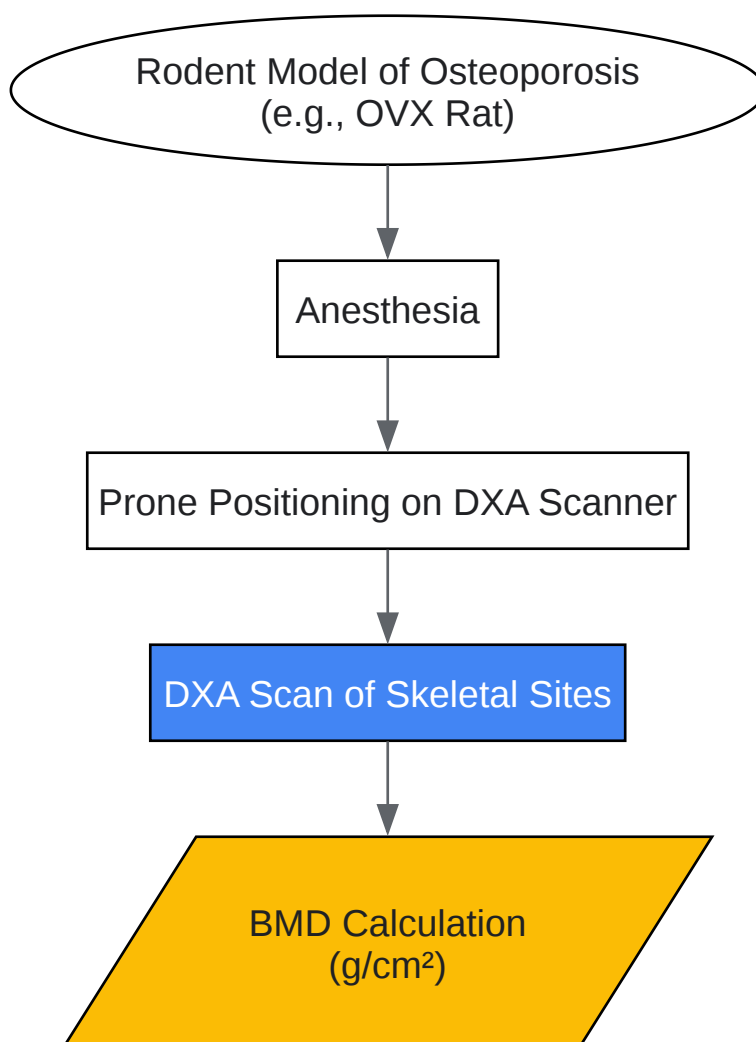 Rodent Model of Osteoporosis
(e.g., OVX Rat)
Anesthesia
Prone Positioning on DXA Scanner
DXA Scan of Skeletal Sites
BMD Calculation
(g/cm²)